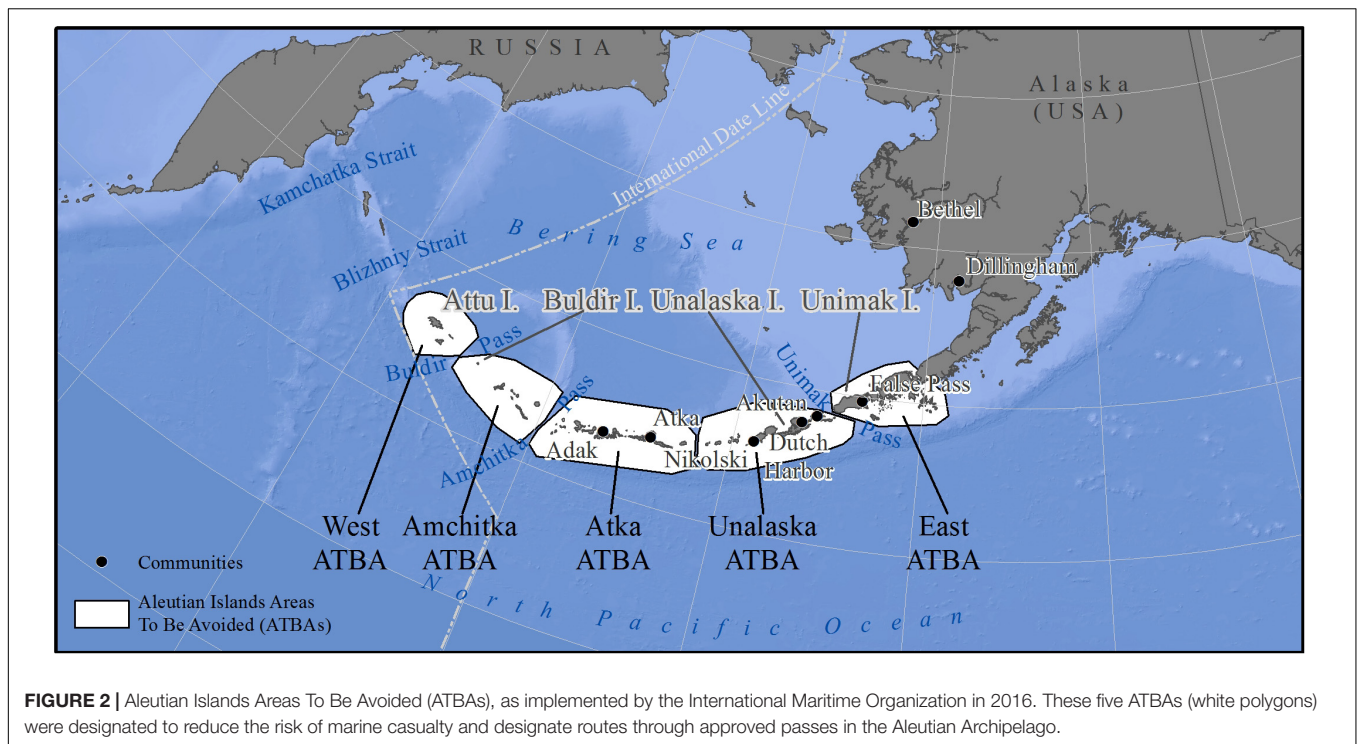 RUSSIA
Alaska
(USA)
International Date Line
Kamchatka Strait
Bethel
Blizhniy Strait
Bering Sea
Dillingham
Attu I.
Buldir I.
Unalaska I.
Unimak I.
Buldir Pass
Unimak Pass
False Pass
Akutan
Amchitka Pass
Adak
Atka
Nikolski
Dutch
Harbor
West
ATBA
Amchitka
ATBA
Atka
ATBA
Unalaska
ATBA
East
ATBA
North Pacific Ocean
Communities
Aleutian Islands Areas
To Be Avoided (ATBAs)
FIGURE 2 | Aleutian Islands Areas To Be Avoided (ATBAs), as implemented by the International Maritime Organization in 2016. These five ATBAs (white polygons)
were designated to reduce the risk of marine casualty and designate routes through approved passes in the Aleutian Archipelago.